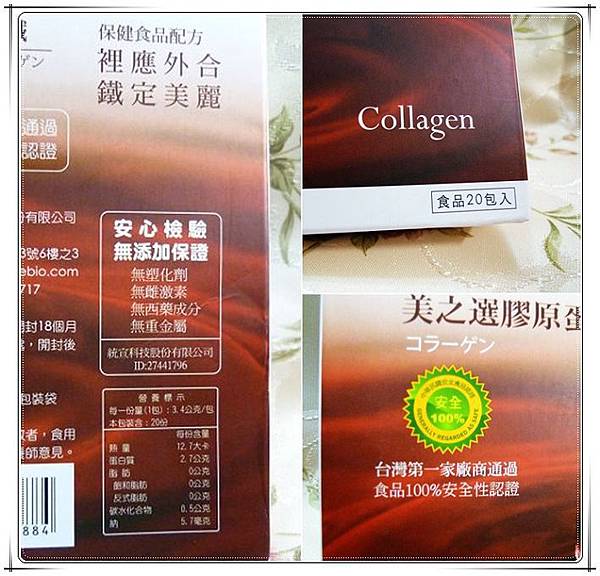 保健食品配方
裡應外合
鐵定美麗
ゲン
通過
認證
份有限公司
3號6樓之3
ebio.com
717
封18個月
開封後
包裝袋
者，食用
師意見。
884
安心檢驗
無添加保證
無塑化劑
無雌激素
無西藥成分
無重金屬
統宣科技股份有限公司
ID:27441796
營養標示
每一份量(1包)：3.4公克/包
本包裝含：20份
每份含量
熱量 12.7大卡
蛋白質 2.7公克
脂肪 0公克
飽和脂肪 0公克
反式脂肪 0公克
碳水化合物 0.5公克
鈉 5.7毫克
Collagen
食品20包入
美之選膠原蛋
コラーゲン
安全
100%
GENERALLY REGARDED AS SAFE
台灣第一家廠商通過
食品100%安全性認證